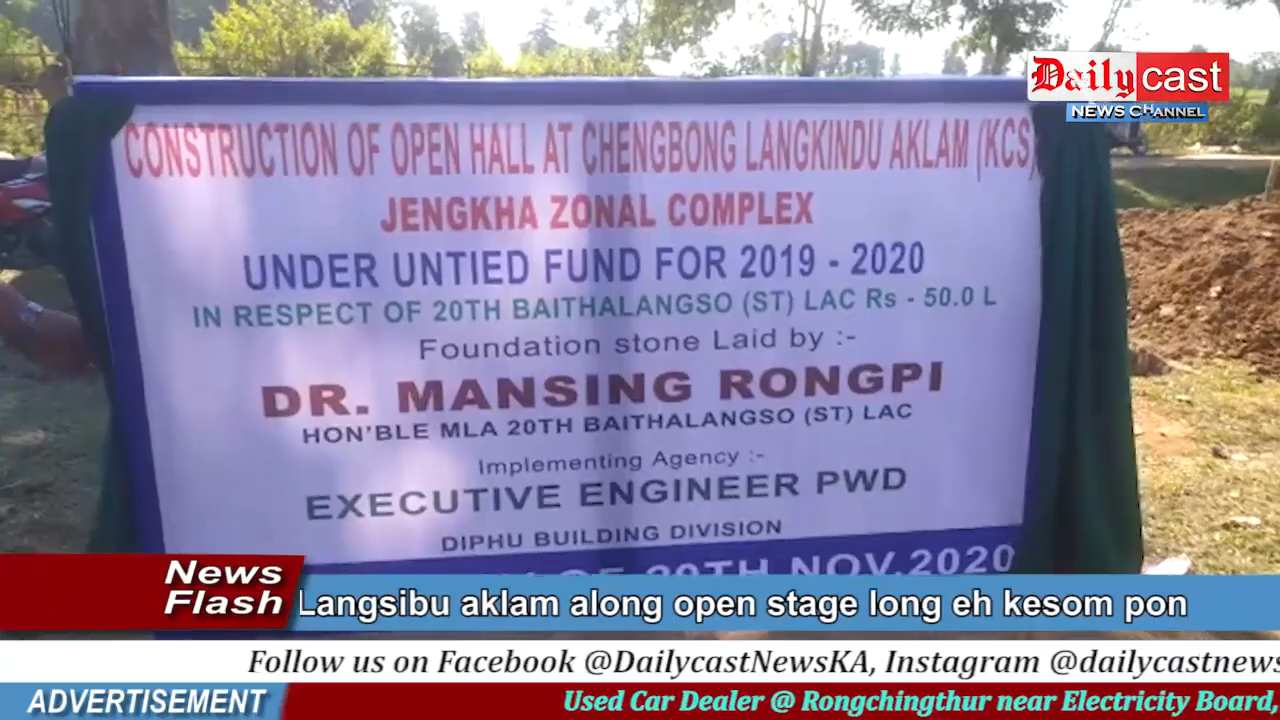 Dailycast
NEWS CHANNEL
CONSTRUCTION OF OPEN HALL AT CHENGBONG LANGKINDU AKLAM (KCS)
JENGKHA ZONAL COMPLEX
UNDER UNTIED FUND FOR 2019 - 2020
IN RESPECT OF 20TH BAITHALANGSO (ST) LAC Rs - 50.0 L
Foundation stone Laid by :-
DR. MANSING RONGPI
HON'BLE MLA 20TH BAITHALANGSO (ST) LAC
Implementing Agency :-
EXECUTIVE ENGINEER PWD
DIPHU BUILDING DIVISION
NOV.2020
News Flash
Langsibu aklam along open stage long eh kesom pon
Follow us on Facebook @DailycastNewsKA, Instagram @dailycastnews
ADVERTISEMENT
Used Car Dealer @ Rongchingthur near Electricity Board,